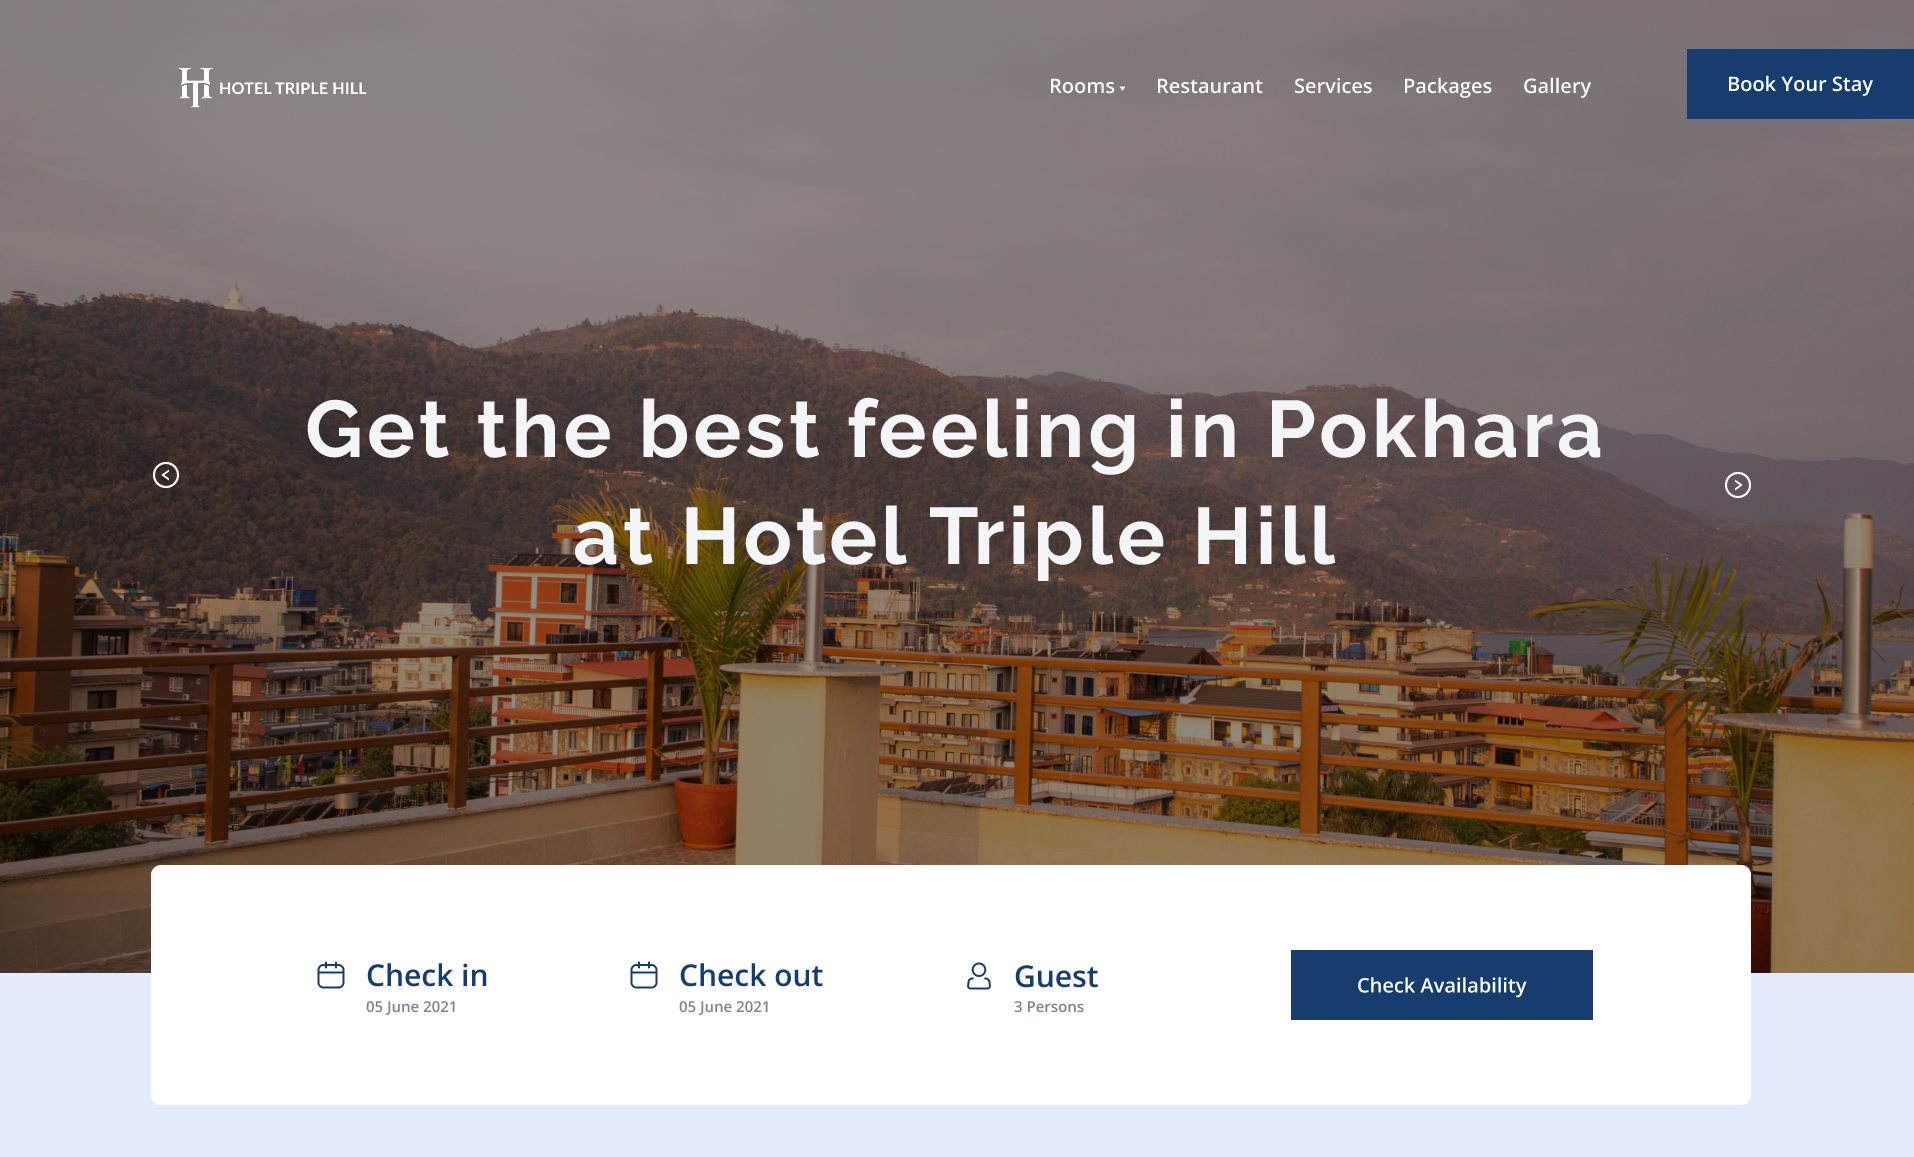 HOTEL TRIPLE HILL
Rooms Restaurant Services Packages Gallery
Book Your Stay
Get the best feeling in Pokhara
at Hotel Triple Hill
Check in
05 June 2021
Check out
05 June 2021
Guest
3 Persons
Check Availability